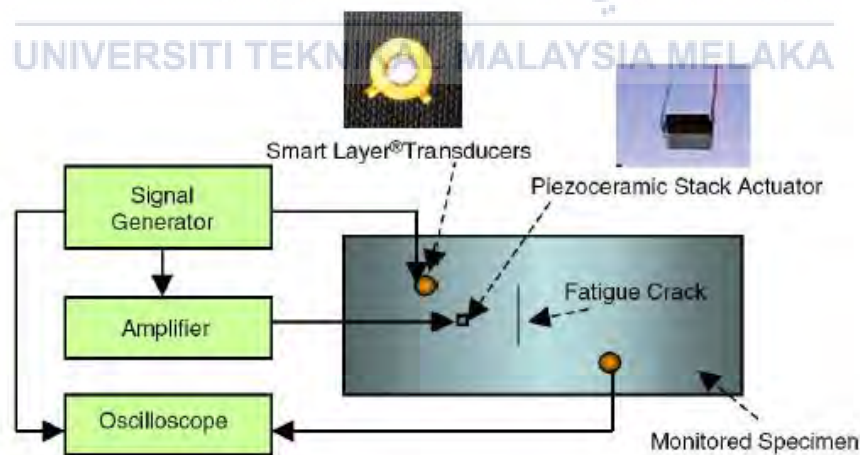 UNIVERSITI TEKNIKAL MALAYSIA MELAKA
Smart Layer®Transducers
Piezoceramic Stack Actuator
Signal
Generator
Fatigue Crack
Amplifier
Oscilloscope
Monitored Specimen